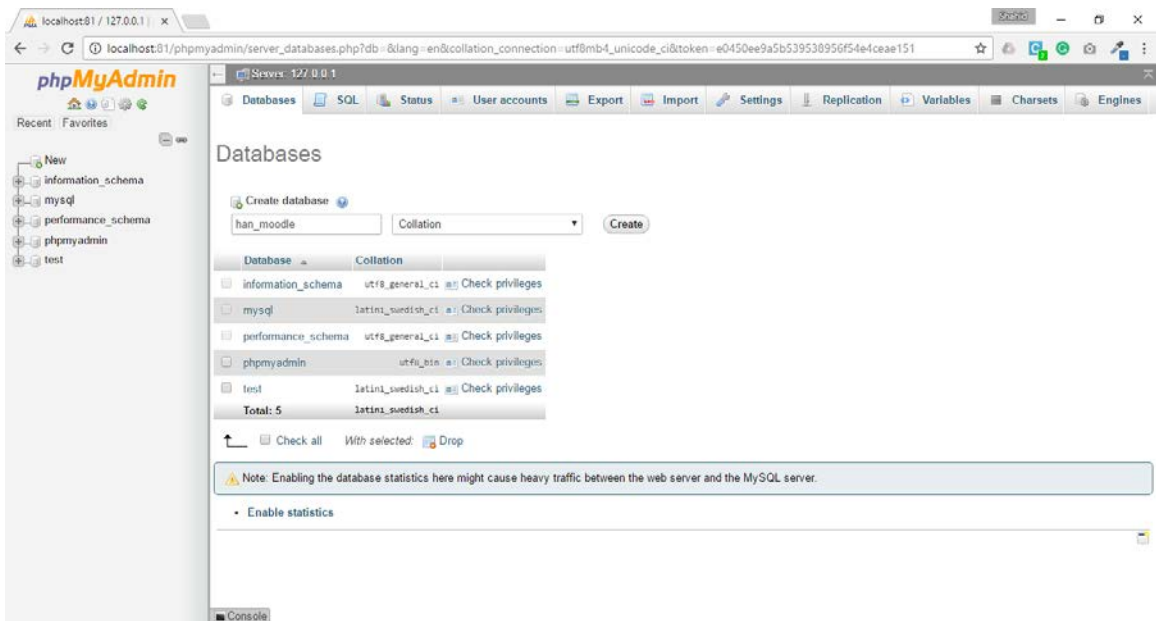 localhost:81 / 127.0.0.1 |
Shahid
localhost:81/phpmyadmin/server_databases.php?db=&lang=en&collation_connection=utf8mb4_unicode_ci&token=e0450ee9a5b539538956f54e4ceae151
phpMyAdmin
Recent Favorites
New
information_schema
mysql
performance_schema
phpmyadmin
test
Server: 127.0.0.1
Databases SQL Status User accounts Export Import Settings Replication Variables Charsets Engines
Databases
Create database
han_moodle Collation Create
Database Collation
information_schema utf8_general_ci Check privileges
mysql latin1_swedish_ci Check privileges
performance_schema utf8_general_ci Check privileges
phpmyadmin utf8_bin Check privileges
test latin1_swedish_ci Check privileges
Total: 5 latin1_swedish_ci
Check all With selected: Drop
Note: Enabling the database statistics here might cause heavy traffic between the web server and the MySQL server.
• Enable statistics
Console